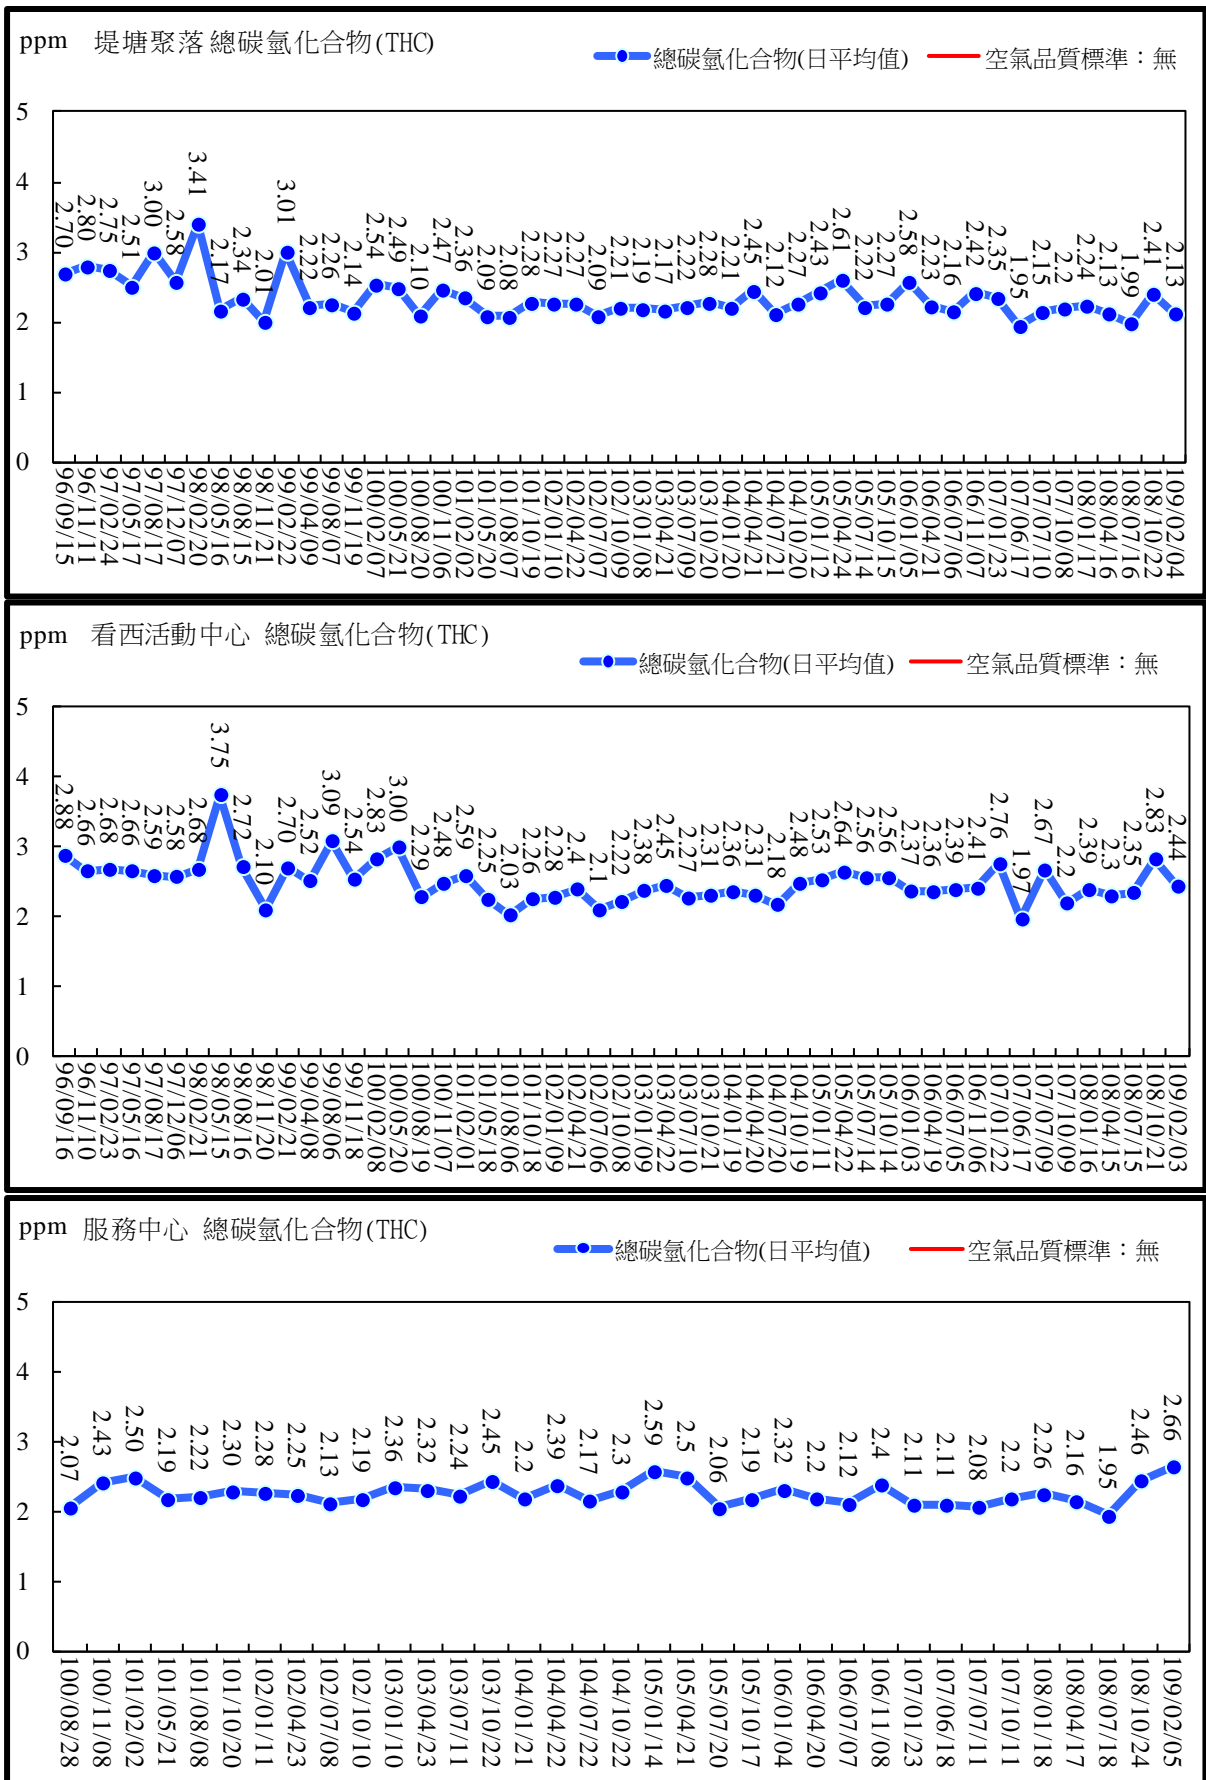 ppm 堤塘聚落 總碳氫化合物(THC)
總碳氫化合物(日平均值) 空氣品質標準：無
5
4
3
2
1
0
2.70 2.80 2.75 2.51 3.00 2.58 3.41 2.17 2.34 2.01 3.01 2.22 2.26 2.14 2.54 2.49 2.10 2.47 2.36 2.09 2.08 2.28 2.27 2.27 2.09 2.21 2.19 2.17 2.22 2.28 2.21 2.45 2.12 2.27 2.43 2.61 2.22 2.27 2.58 2.23 2.16 2.42 2.35 1.95 2.15 2.2 2.24 2.13 1.99 2.41 2.13
96/09/15 96/11/11 97/02/24 97/05/17 97/08/17 97/12/07 98/02/20 98/05/16 98/08/15 98/11/21 99/02/22 99/04/09 99/08/07 99/11/19 100/02/07 100/05/21 100/08/20 100/11/06 101/02/02 101/05/20 101/08/07 101/10/19 102/01/10 102/04/22 102/07/07 102/10/09 103/01/08 103/04/21 103/07/09 103/10/20 104/01/20 104/04/21 104/07/21 104/10/20 105/01/12 105/04/24 105/07/14 105/10/15 106/01/05 106/04/21 106/07/06 106/11/07 107/01/23 107/06/17 107/07/10 107/10/08 108/01/17 108/04/16 108/07/16 108/10/22 109/02/04
ppm 看西活動中心 總碳氫化合物(THC)
總碳氫化合物(日平均值) 空氣品質標準：無
5
4
3
2
1
0
2.88 2.66 2.68 2.66 2.59 2.58 2.68 3.75 2.72 2.10 2.70 2.52 3.09 2.54 2.83 3.00 2.29 2.48 2.59 2.25 2.03 2.26 2.28 2.4 2.1 2.22 2.38 2.45 2.27 2.31 2.36 2.31 2.18 2.48 2.53 2.64 2.56 2.56 2.37 2.36 2.39 2.41 2.76 1.97 2.67 2.2 2.39 2.3 2.35 2.83 2.44
96/09/16 96/11/10 97/02/23 97/05/16 97/08/17 97/12/06 98/02/21 98/05/15 98/08/16 98/11/20 99/02/21 99/04/08 99/08/06 99/11/18 100/02/08 100/05/20 100/08/19 100/11/07 101/02/01 101/05/18 101/08/06 101/10/18 102/01/09 102/04/21 102/07/06 102/10/08 103/01/09 103/04/22 103/07/10 103/10/21 104/01/19 104/04/20 104/07/20 104/10/19 105/01/11 105/04/22 105/07/14 105/10/14 106/01/03 106/04/19 106/07/05 106/11/06 107/01/22 107/06/17 107/07/09 107/10/09 108/01/16 108/04/15 108/07/15 108/10/21 109/02/03
ppm 服務中心 總碳氫化合物(THC)
總碳氫化合物(日平均值) 空氣品質標準：無
5
4
3
2
1
0
2.07 2.43 2.50 2.19 2.22 2.30 2.28 2.25 2.13 2.19 2.36 2.32 2.24 2.45 2.2 2.39 2.17 2.3 2.59 2.5 2.06 2.19 2.32 2.2 2.12 2.4 2.11 2.11 2.08 2.2 2.26 2.16 1.95 2.46 2.66
100/08/28 100/11/08 101/02/02 101/05/21 101/08/08 101/10/20 102/01/11 102/04/23 102/07/08 102/10/10 103/01/10 103/04/23 103/07/11 103/10/22 104/01/21 104/04/22 104/07/22 104/10/22 105/01/14 105/04/21 105/07/20 105/10/17 106/01/04 106/04/20 106/07/07 106/11/08 107/01/23 107/06/18 107/07/11 107/10/11 108/01/18 108/04/17 108/07/18 108/10/24 109/02/05